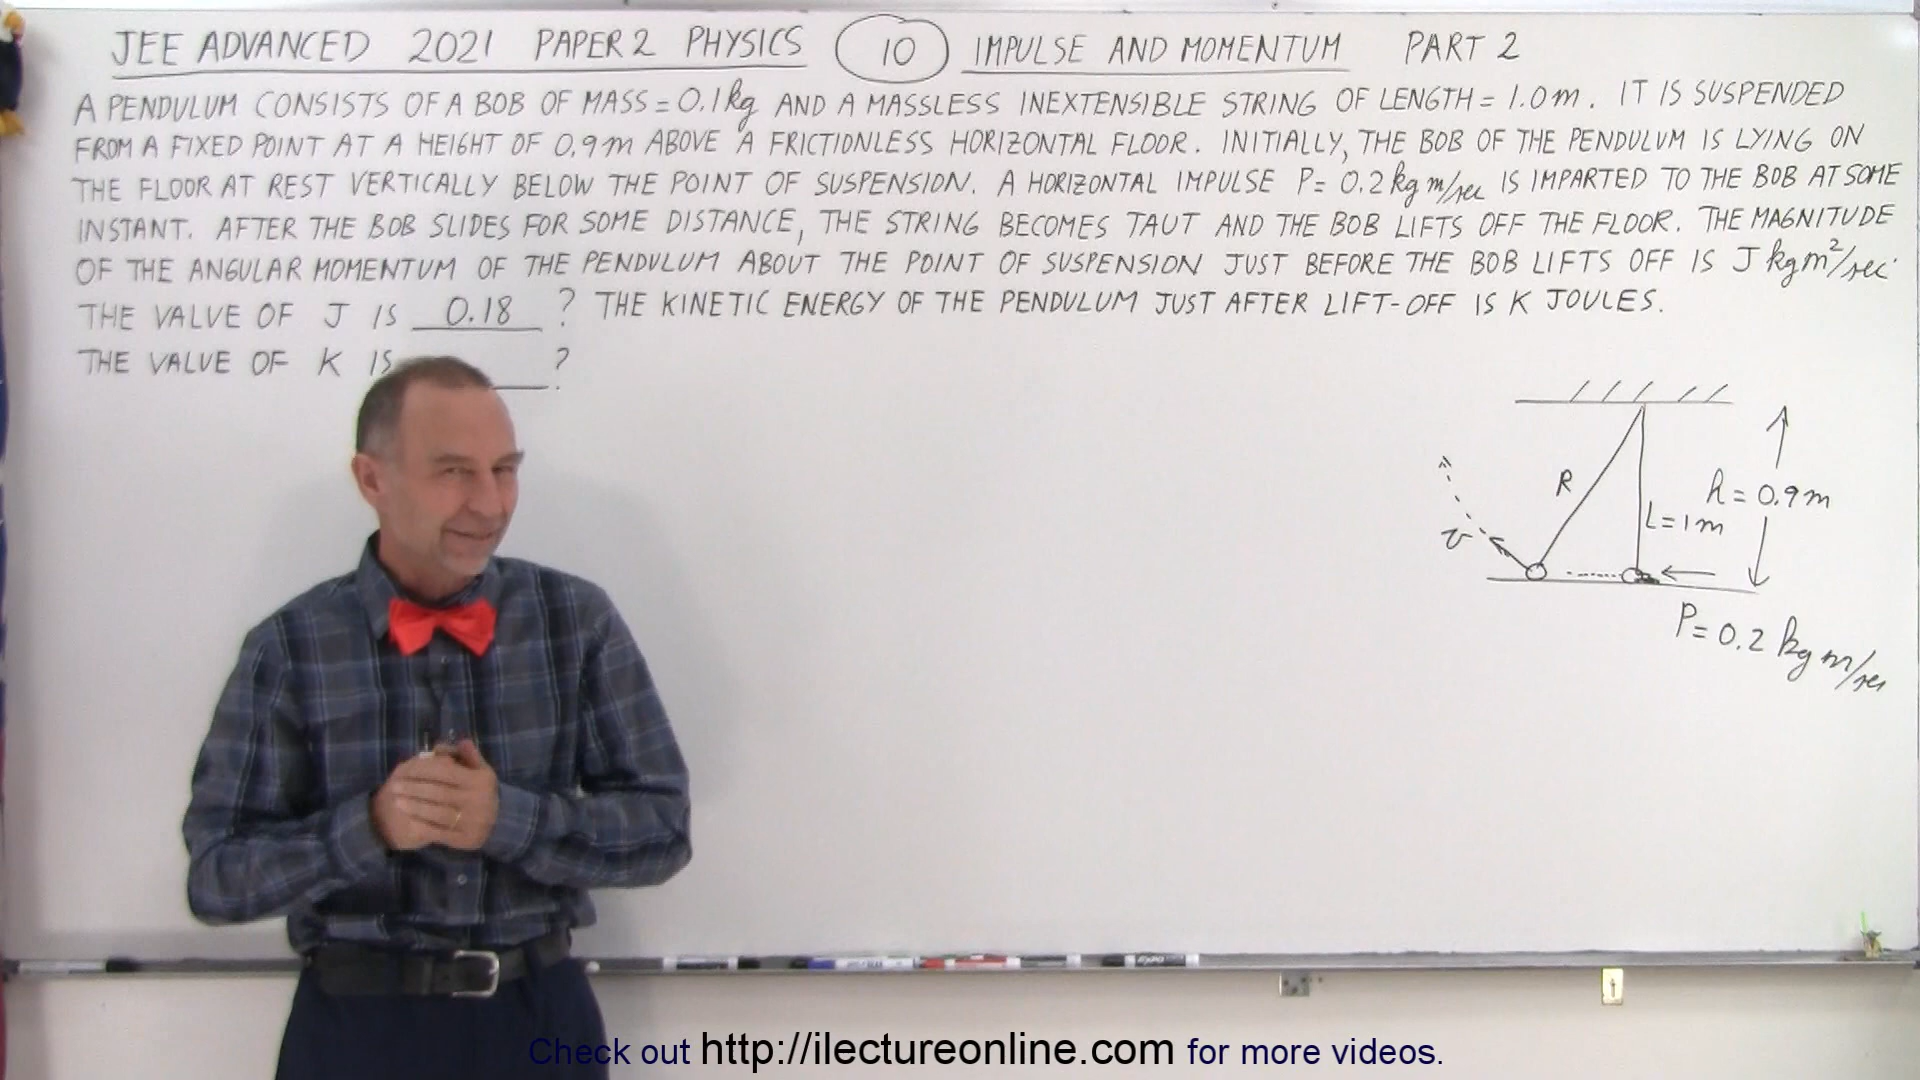 JEE ADVANCED 2021 PAPER 2 PHYSICS 10 IMPULSE AND MOMENTUM PART 2
A PENDULUM CONSISTS OF A BOB OF MASS = 0.1 kg AND A MASSLESS INEXTENSIBLE STRING OF LENGTH = 1.0 m. IT IS SUSPENDED
FROM A FIXED POINT AT A HEIGHT OF 0.9 m ABOVE A FRICTIONLESS HORIZONTAL FLOOR. INITIALLY, THE BOB OF THE PENDULUM IS LYING ON
THE FLOOR AT REST VERTICALLY BELOW THE POINT OF SUSPENSION. A HORIZONTAL IMPULSE P = 0.2 kg m/sec IS IMPARTED TO THE BOB AT SOME
INSTANT. AFTER THE BOB SLIDES FOR SOME DISTANCE, THE STRING BECOMES TAUT AND THE BOB LIFTS OFF THE FLOOR. THE MAGNITUDE
OF THE ANGULAR MOMENTUM OF THE PENDULUM ABOUT THE POINT OF SUSPENSION JUST BEFORE THE BOB LIFTS OFF IS J kg m²/sec.
THE VALUE OF J IS 0.18 ? THE KINETIC ENERGY OF THE PENDULUM JUST AFTER LIFT-OFF IS K JOULES.
THE VALUE OF K IS ?
R
h = 0.9 m
L = 1 m
v
P = 0.2 kg m/sec
Check out http://ilectureonline.com for more videos.